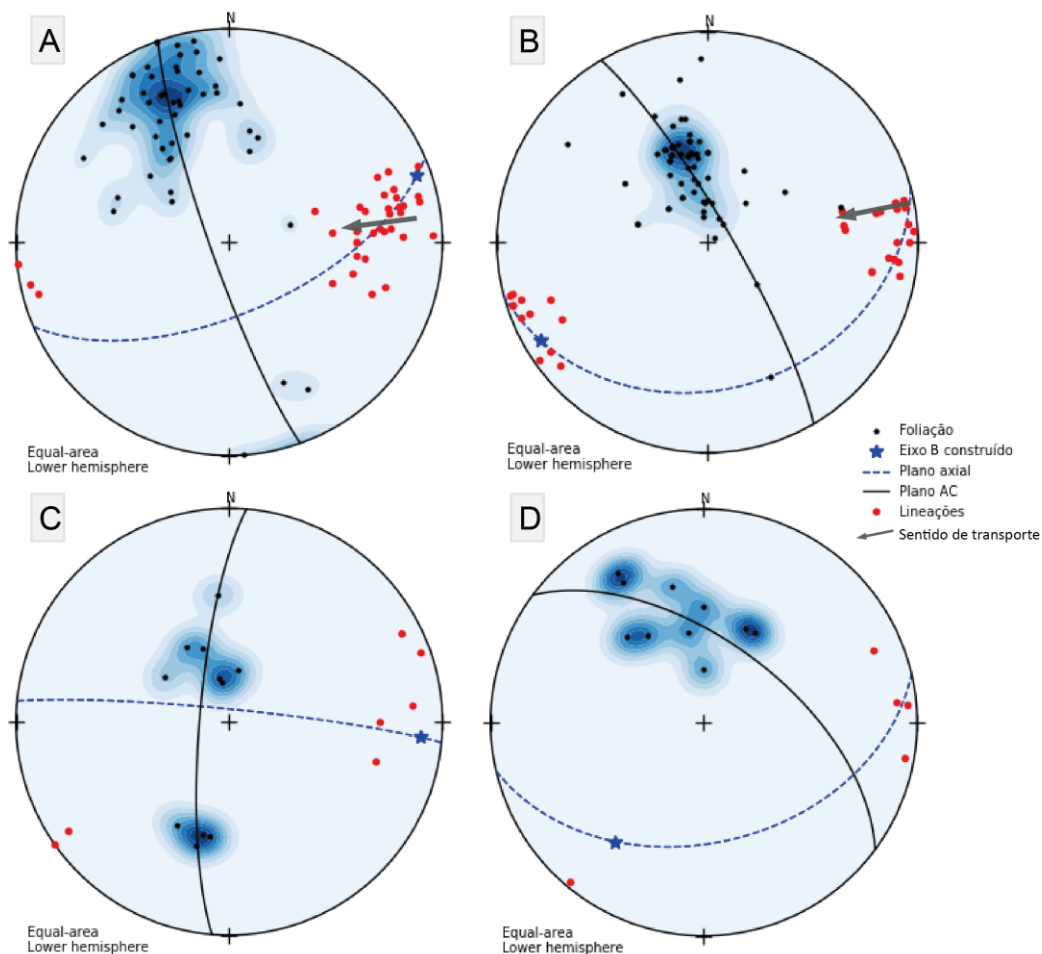 A
N
B
N
Equal-area
Lower hemisphere
Equal-area
Lower hemisphere
Foliação
Eixo B construído
Plano axial
Plano AC
Lineações
Sentido de transporte
C
N
D
N
Equal-area
Lower hemisphere
Equal-area
Lower hemisphere